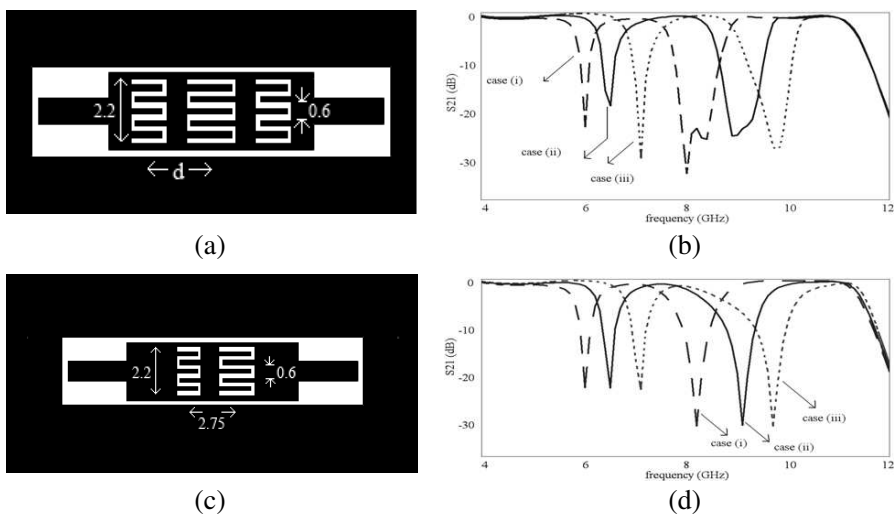 2.2
0.6
d
(a)
0
-10
-20
-30
S21 (dB)
case (i)
case (ii)
case (iii)
4
6
8
10
12
frequency (GHz)
(b)
2.2
0.6
2.75
(c)
0
-10
-20
-30
S21 (dB)
case (iii)
case (i)
case (ii)
4
6
8
10
12
frequency (GHz)
(d)